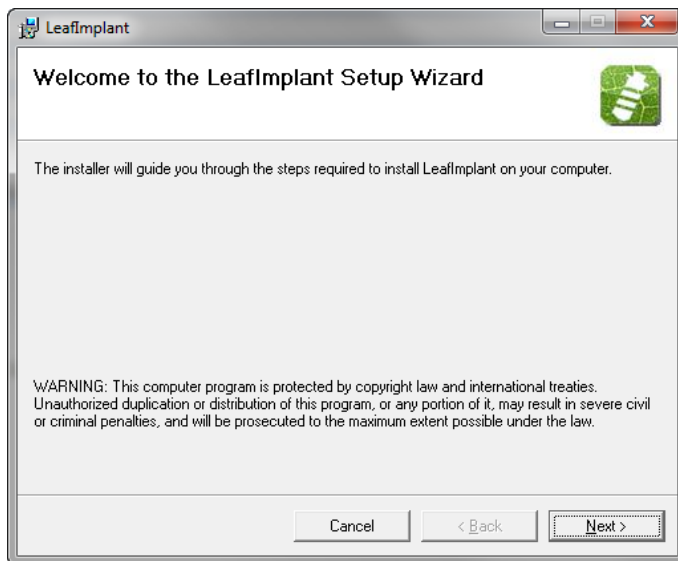 LeafImplant
Welcome to the LeafImplant Setup Wizard
The installer will guide you through the steps required to install LeafImplant on your computer.
WARNING: This computer program is protected by copyright law and international treaties.
Unauthorized duplication or distribution of this program, or any portion of it, may result in severe civil
or criminal penalties, and will be prosecuted to the maximum extent possible under the law.
Cancel
< Back
Next >